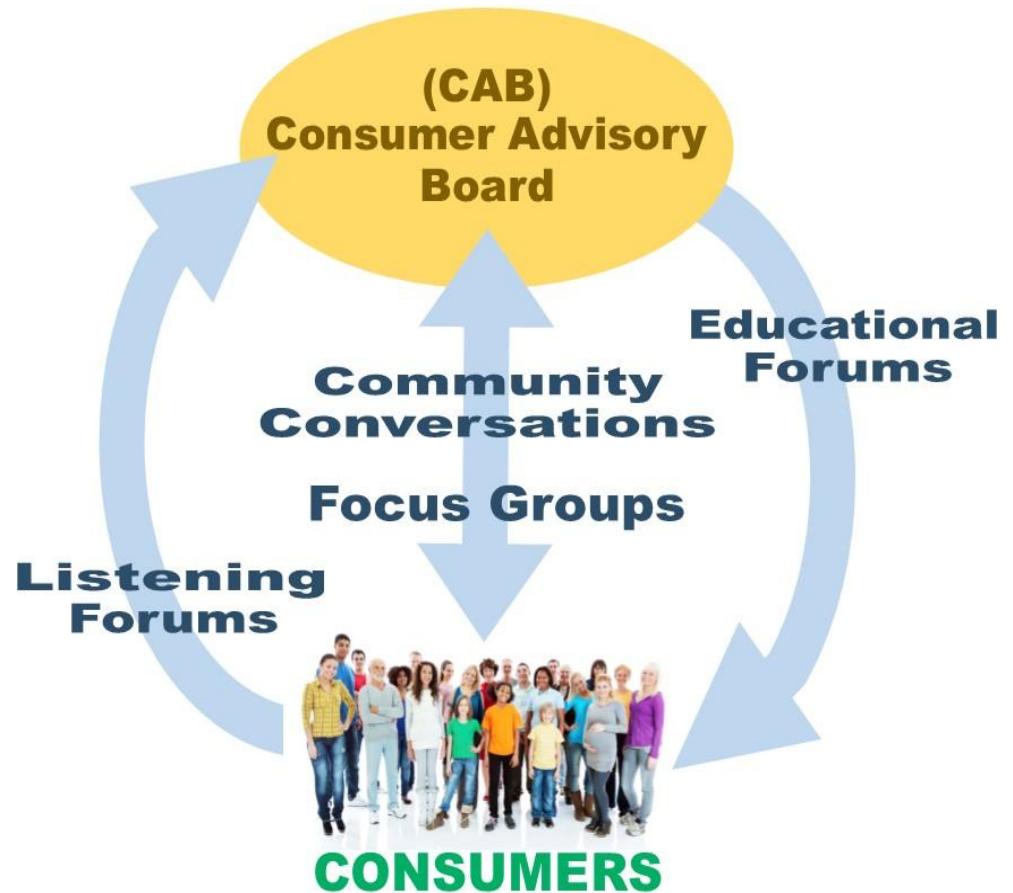 (CAB)
Consumer Advisory
Board
Educational
Forums
Community
Conversations
Focus Groups
Listening
Forums
CONSUMERS